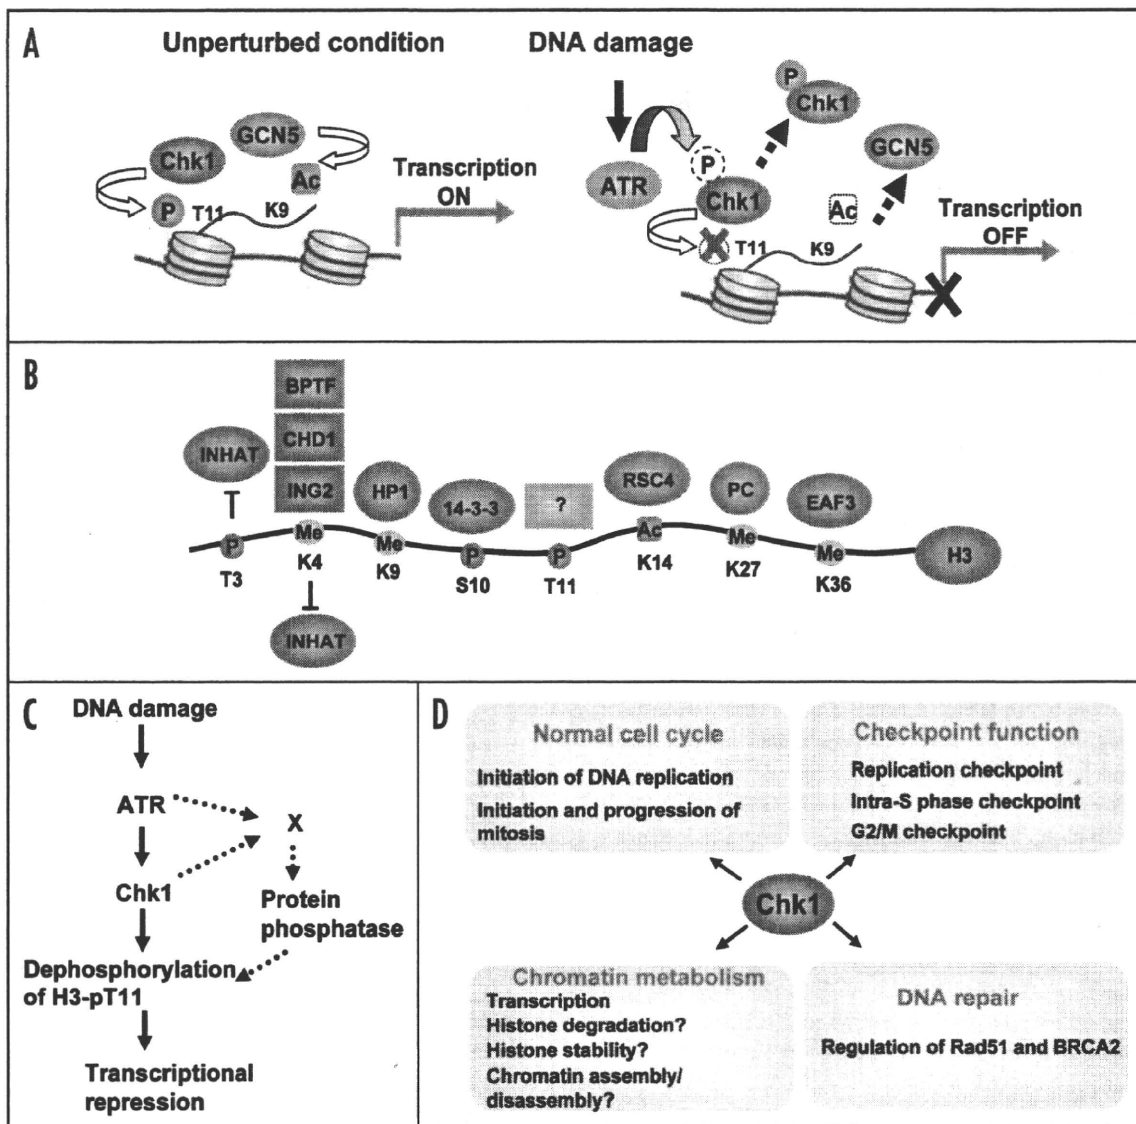 A
Unperturbed condition
DNA damage
GCN5
Chk1
Ac
P
T11
K9
Transcription
ON
P
Chk1
GCN5
P
ATR
Chk1
Ac
T11
K9
Transcription
OFF
B
BPTF
CHD1
ING2
INHAT
HP1
14-3-3
?
RSC4
PC
EAF3
P
Me
Me
P
P
Ac
Me
Me
H3
T3
K4
K9
S10
T11
K14
K27
K36
INHAT
C
DNA damage
ATR
X
Chk1
Protein
phosphatase
Dephosphorylation
of H3-pT11
Transcriptional
repression
D
Normal cell cycle
Initiation of DNA replication
Initiation and progression of
mitosis
Checkpoint function
Replication checkpoint
Intra-S phase checkpoint
G2/M checkpoint
Chk1
Chromatin metabolism
Transcription
Histone degradation?
Histone stability?
Chromatin assembly/
disassembly?
DNA repair
Regulation of Rad51 and BRCA2